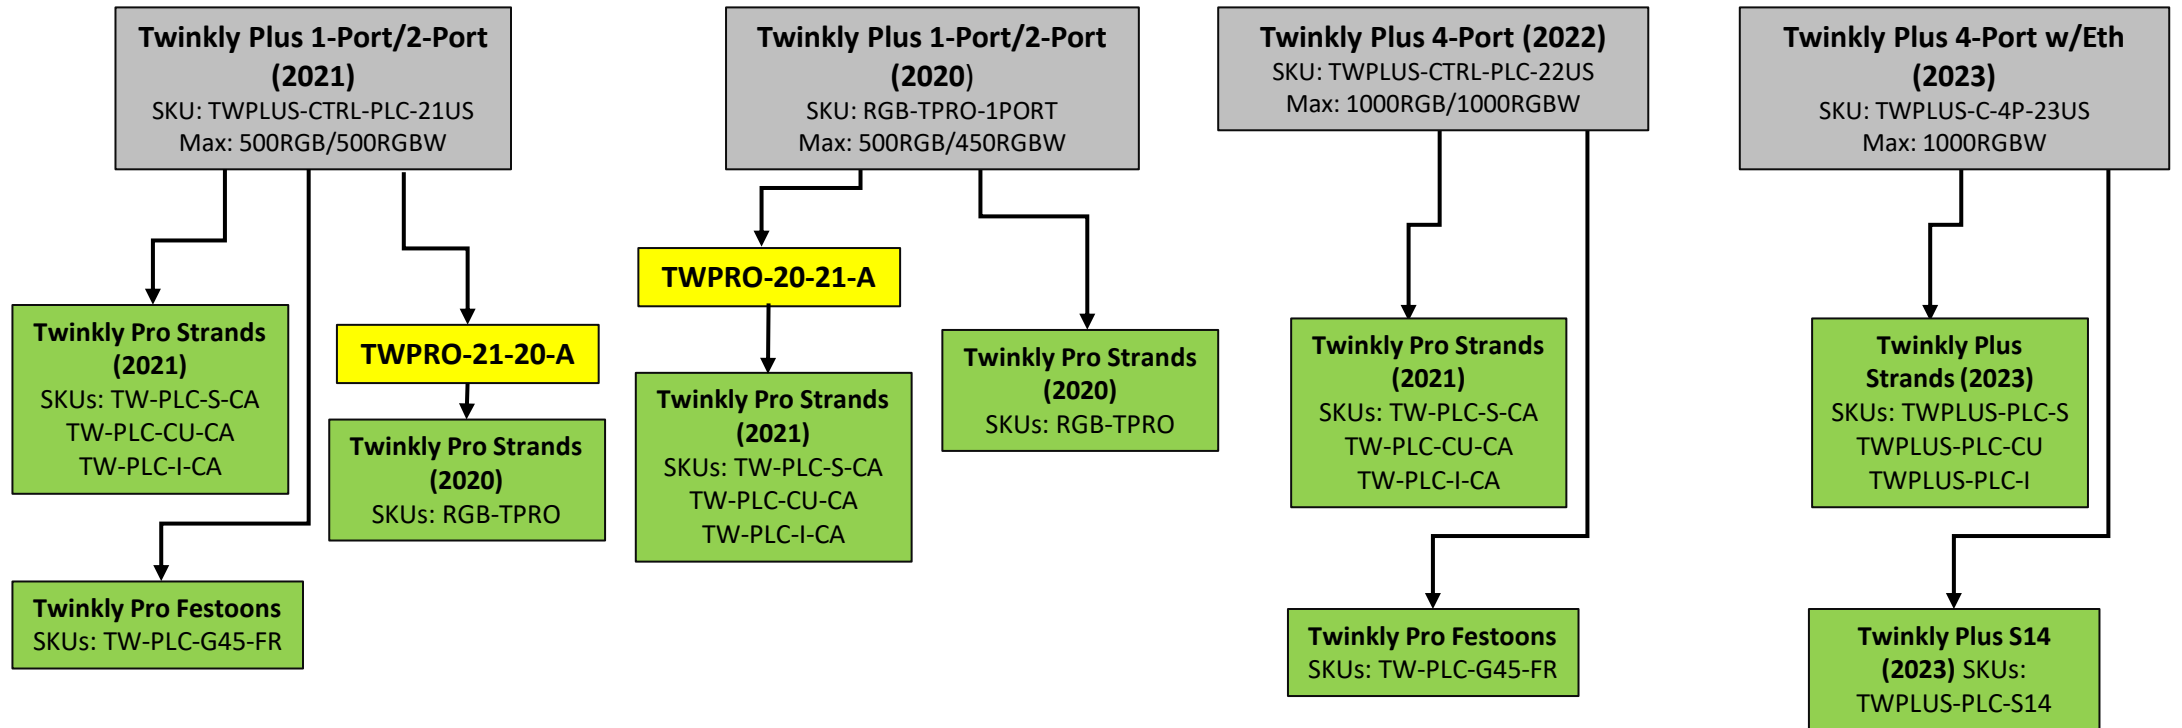 Twinkly Plus 1-Port/2-Port
(2021)
SKU: TWPLUS-CTRL-PLC-21US
Max: 500RGB/500RGBW
Twinkly Pro Strands
(2021)
SKUs: TW-PLC-S-CA
TW-PLC-CU-CA
TW-PLC-I-CA
TWPRO-21-20-A
Twinkly Pro Strands
(2020)
SKUs: RGB-TPRO
Twinkly Pro Festoons
SKUs: TW-PLC-G45-FR
Twinkly Plus 1-Port/2-Port
(2020)
SKU: RGB-TPRO-1PORT
Max: 500RGB/450RGBW
TWPRO-20-21-A
Twinkly Pro Strands
(2021)
SKUs: TW-PLC-S-CA
TW-PLC-CU-CA
TW-PLC-I-CA
Twinkly Pro Strands
(2020)
SKUs: RGB-TPRO
Twinkly Plus 4-Port (2022)
SKU: TWPLUS-CTRL-PLC-22US
Max: 1000RGB/1000RGBW
Twinkly Pro Strands
(2021)
SKUs: TW-PLC-S-CA
TW-PLC-CU-CA
TW-PLC-I-CA
Twinkly Pro Festoons
SKUs: TW-PLC-G45-FR
Twinkly Plus 4-Port w/Eth
(2023)
SKU: TWPLUS-C-4P-23US
Max: 1000RGBW
Twinkly Plus
Strands (2023)
SKUs: TWPLUS-PLC-S
TWPLUS-PLC-CU
TWPLUS-PLC-I
Twinkly Plus S14
(2023) SKUs:
TWPLUS-PLC-S14